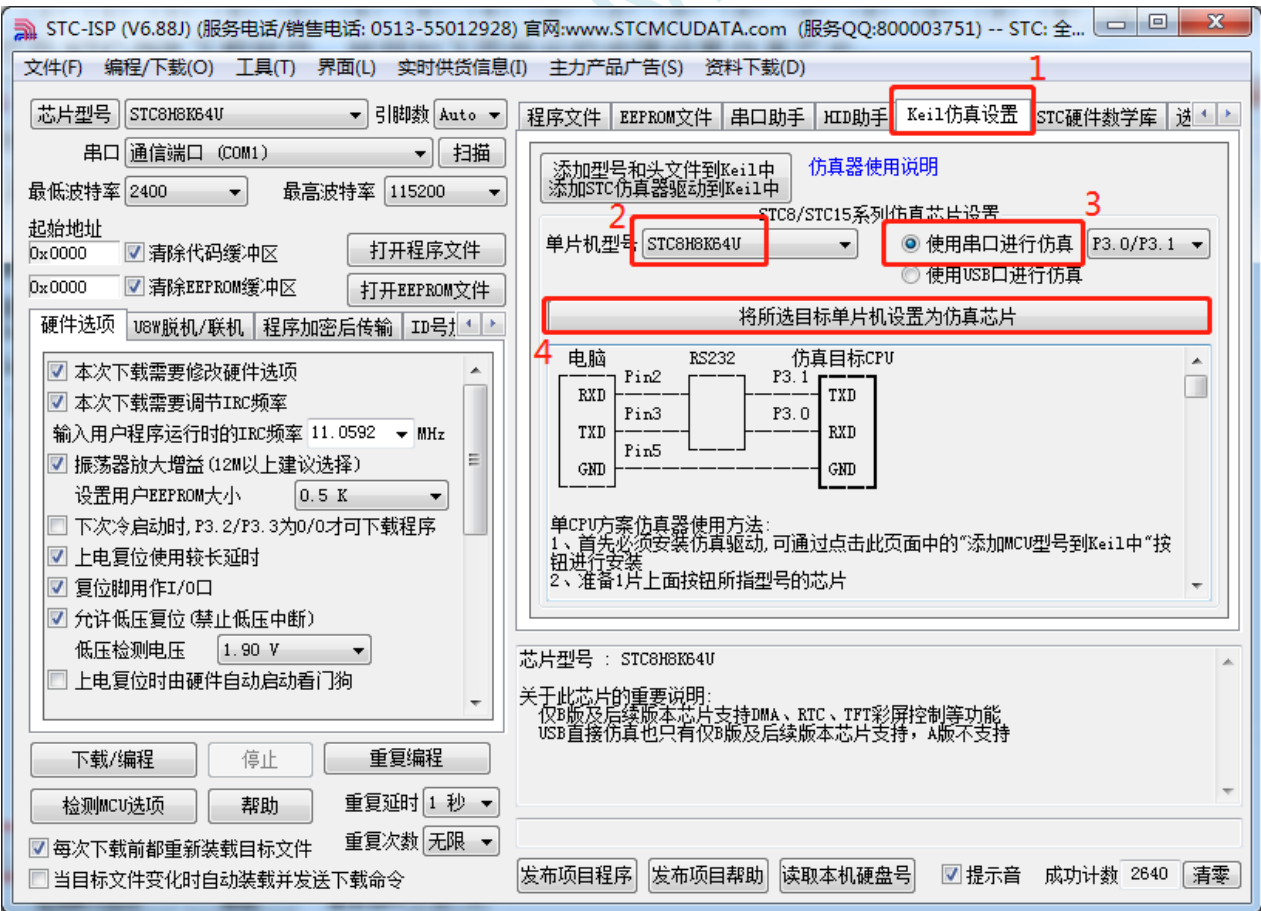 STC-ISP (V6.88J) (服务电话/销售电话: 0513-55012928) 官网:www.STCMCUDATA.com (服务QQ:800003751) -- STC: 全...
文件(F) 编程/下载(O) 工具(T) 界面(L) 实时供货信息(I) 主力产品广告(S) 资料下载(D)
1
芯片型号 STC8H8K64U 引脚数 Auto
串口 通信端口 (COM1) 扫描
最低波特率 2400 最高波特率 115200
起始地址
0x0000 清除代码缓冲区 打开程序文件
0x0000 清除EEPROM缓冲区 打开EEPROM文件
硬件选项 U8W脱机/联机 程序加密后传输
本次下载需要修改硬件选项
本次下载需要调节IRC频率
输入用户程序运行时的IRC频率 11.0592 MHz
振荡器放大增益(12M以上建议选择)
设置用户EEPROM大小 0.5 K
下次冷启动时,P3.2/P3.3为0/0才可下载程序
上电复位使用较长延时
复位脚用作I/O口
允许低压复位(禁止低压中断)
低压检测电压 1.90 V
上电复位时由硬件自动启动看门狗
下载/编程 停止 重复编程
检测MCU选项 帮助 重复延时 1 秒
每次下载前都重新装载目标文件 重复次数 无限
当目标文件变化时自动装载并发送下载命令
程序文件 EEPROM文件 串口助手 HID助手 Keil仿真设置 STC硬件数学库 选
添加型号和头文件到Keil中
添加STC仿真器驱动到Keil中
仿真器使用说明
STC8/STC15系列仿真芯片设置
2
3
单片机型号 STC8H8K64U 使用串口进行仿真 P3.0/P3.1
使用USB口进行仿真
将所选目标单片机设置为仿真芯片
4
电脑 RS232 仿真目标CPU
Pin2 P3.1
RXD TXD
Pin3 P3.0
TXD RXD
Pin5
GND GND
单CPU方案仿真器使用方法:
1、首先必须安装仿真驱动,可通过点击此页面中的“添加MCU型号到Keil中”按
钮进行安装
2、准备1片上面按钮所指型号的芯片
芯片型号 : STC8H8K64U
关于此芯片的重要说明:
仅B版及后续版本芯片支持DMA、RTC、TFT彩屏控制等功能
USB直接仿真也只有仅B版及后续版本芯片支持，A版不支持
发布项目程序 发布项目帮助 读取本机硬盘号 提示音 成功计数 2640 清零